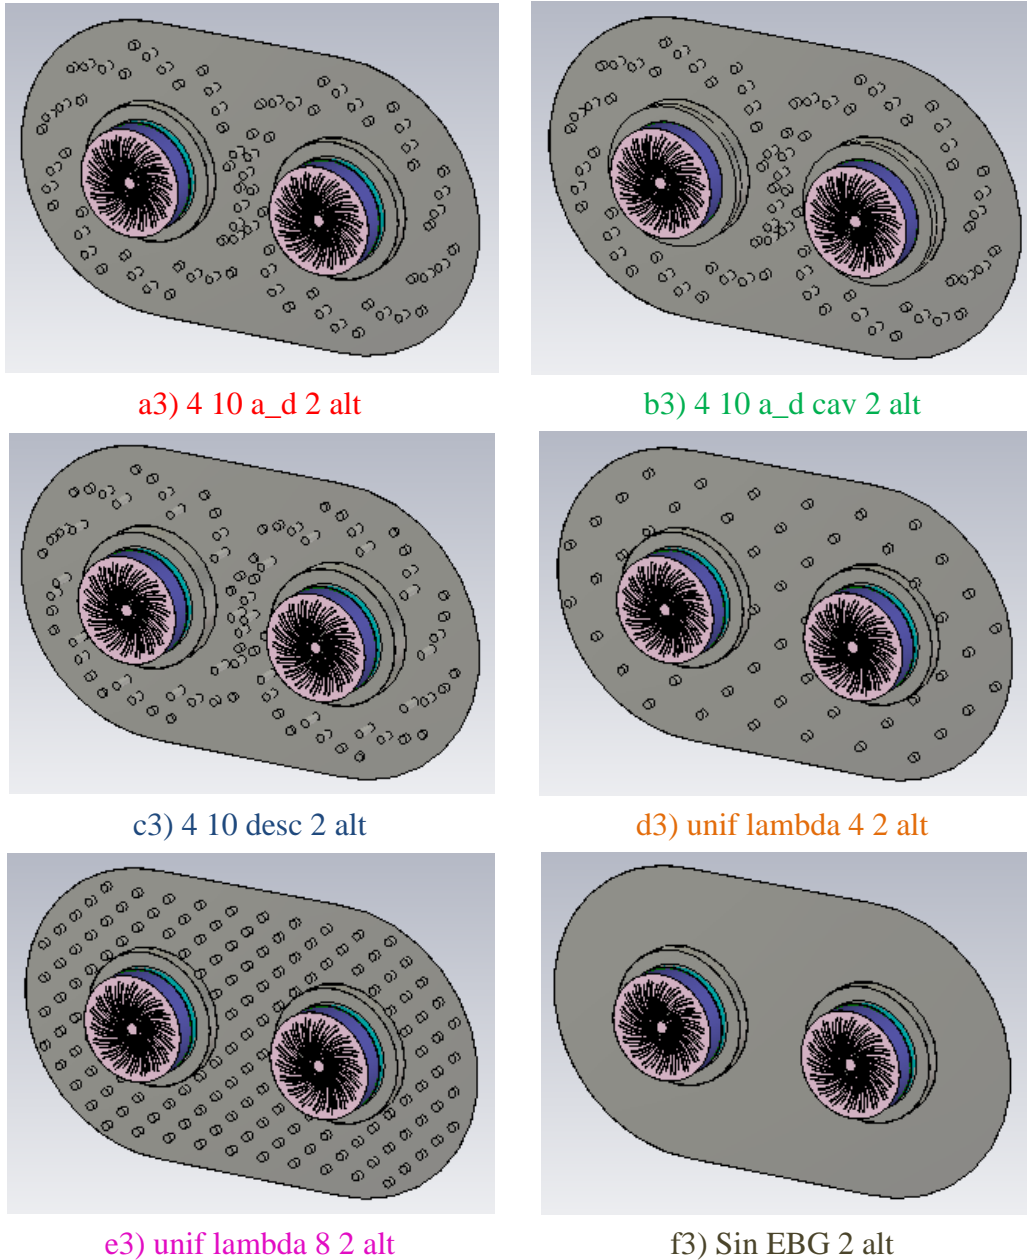 a3) 4 10 a_d 2 alt
b3) 4 10 a_d cav 2 alt
c3) 4 10 desc 2 alt
d3) unif lambda 4 2 alt
e3) unif lambda 8 2 alt
f3) Sin EBG 2 alt